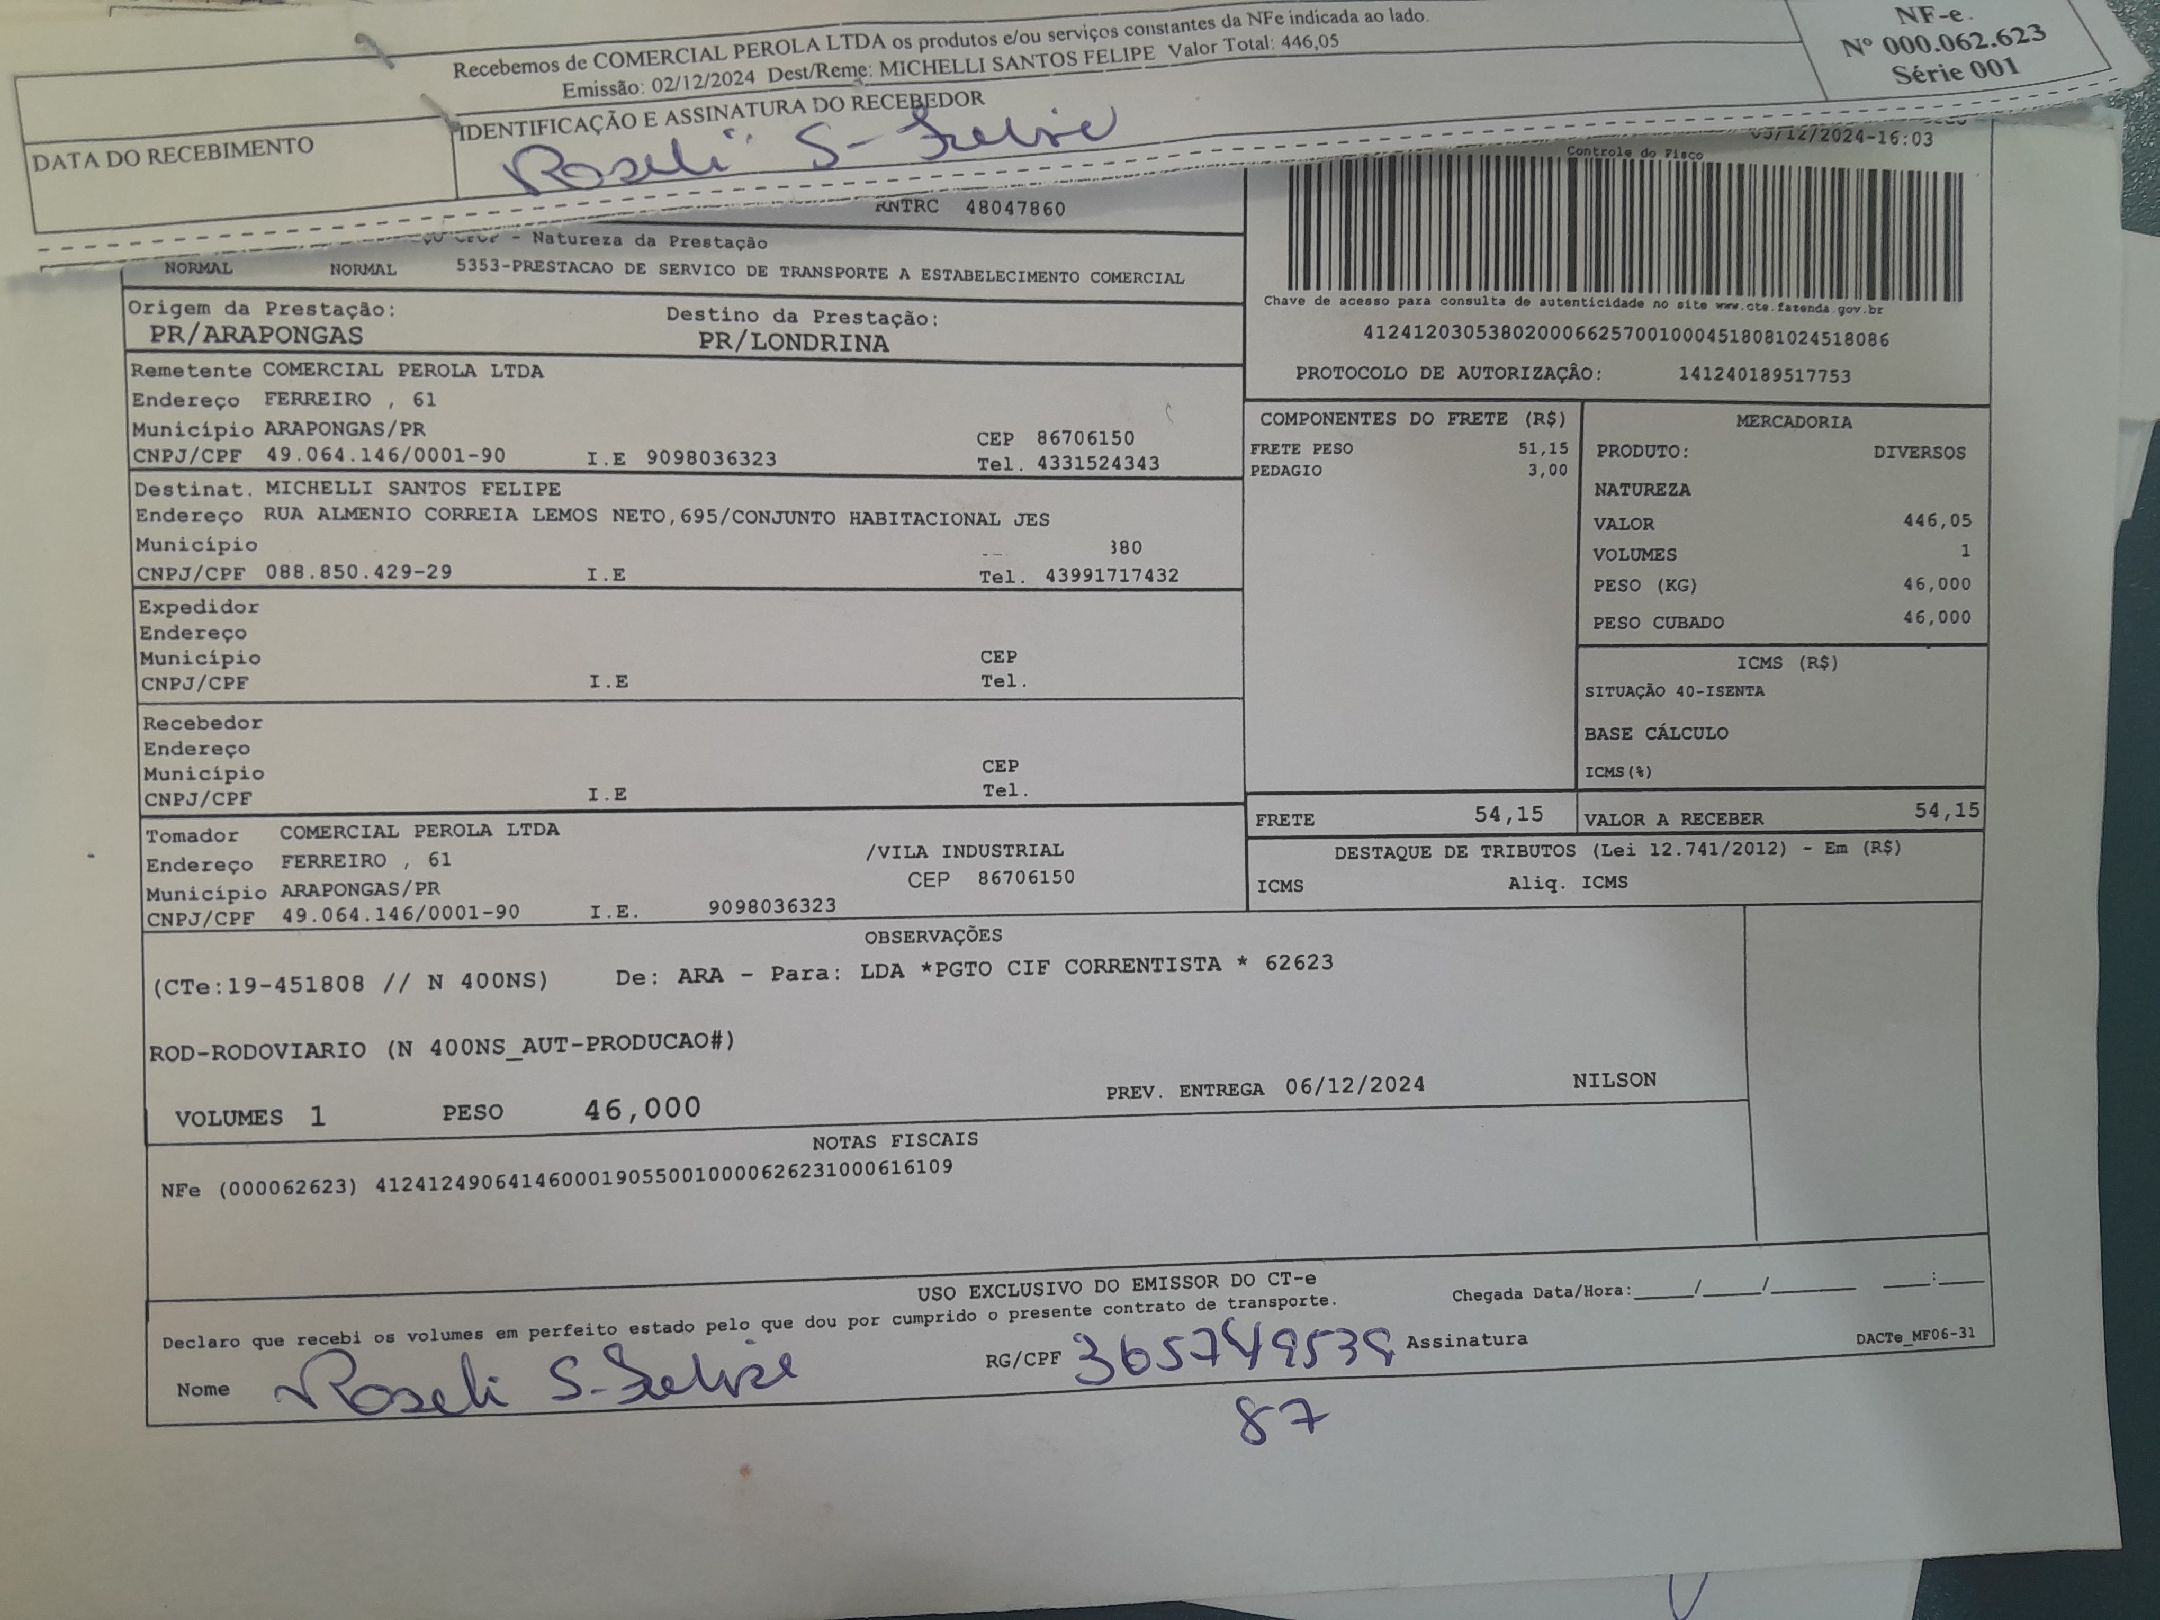 Recebemos de COMERCIAL PEROLA LTDA os produtos e/ou serviços constantes da NFe indicada ao lado.
Emissão: 02/12/2024 Dest/Reme: MICHELLI SANTOS FELIPE Valor Total: 446,05
NF-e.
Nº 000.062.623
Série 001
DATA DO RECEBIMENTO
IDENTIFICAÇÃO E ASSINATURA DO RECEBEDOR
Roseli S- Felipe
03/12/2024-16:03
Controle do Fisco
RNTRC 48047860
- Natureza da Prestação
NORMAL NORMAL 5353-PRESTACAO DE SERVICO DE TRANSPORTE A ESTABELECIMENTO COMERCIAL
Chave de acesso para consulta de autenticidade no site www.cte.fazenda.gov.br
41241203053802000662570010004518081024518086
PROTOCOLO DE AUTORIZAÇÃO: 141240189517753
Origem da Prestação: Destino da Prestação:
PR/ARAPONGAS PR/LONDRINA
Remetente COMERCIAL PEROLA LTDA
Endereço FERREIRO , 61
Município ARAPONGAS/PR CEP 86706150
CNPJ/CPF 49.064.146/0001-90 I.E 9098036323 Tel. 4331524343
Destinat. MICHELLI SANTOS FELIPE
Endereço RUA ALMENIO CORREIA LEMOS NETO,695/CONJUNTO HABITACIONAL JES
Município 380
CNPJ/CPF 088.850.429-29 I.E Tel. 43991717432
Expedidor
Endereço
Município CEP
CNPJ/CPF I.E Tel.
Recebedor
Endereço
Município CEP
CNPJ/CPF I.E Tel.
Tomador COMERCIAL PEROLA LTDA
Endereço FERREIRO , 61 /VILA INDUSTRIAL
Município ARAPONGAS/PR CEP 86706150
CNPJ/CPF 49.064.146/0001-90 I.E. 9098036323
COMPONENTES DO FRETE (R$)
FRETE PESO 51,15
PEDAGIO 3,00
MERCADORIA
PRODUTO: DIVERSOS
NATUREZA
VALOR 446,05
VOLUMES 1
PESO (KG) 46,000
PESO CUBADO 46,000
ICMS (R$)
SITUAÇÃO 40-ISENTA
BASE CÁLCULO
ICMS(%)
FRETE 54,15 VALOR A RECEBER 54,15
DESTAQUE DE TRIBUTOS (Lei 12.741/2012) - Em (R$)
ICMS Aliq. ICMS
OBSERVAÇÕES
(CTe:19-451808 // N 400NS) De: ARA - Para: LDA *PGTO CIF CORRENTISTA * 62623
ROD-RODOVIARIO (N 400NS_AUT-PRODUCAO#)
VOLUMES 1 PESO 46,000 PREV. ENTREGA 06/12/2024 NILSON
NOTAS FISCAIS
NFe (000062623) 41241249064146000190550010000626231000616109
USO EXCLUSIVO DO EMISSOR DO CT-e
Declaro que recebi os volumes em perfeito estado pelo que dou por cumprido o presente contrato de transporte. Chegada Data/Hora:_____/_____/_______ ____:____
Nome Roseli S-Felipe RG/CPF 365749538 Assinatura DACTe_MF06-31
87